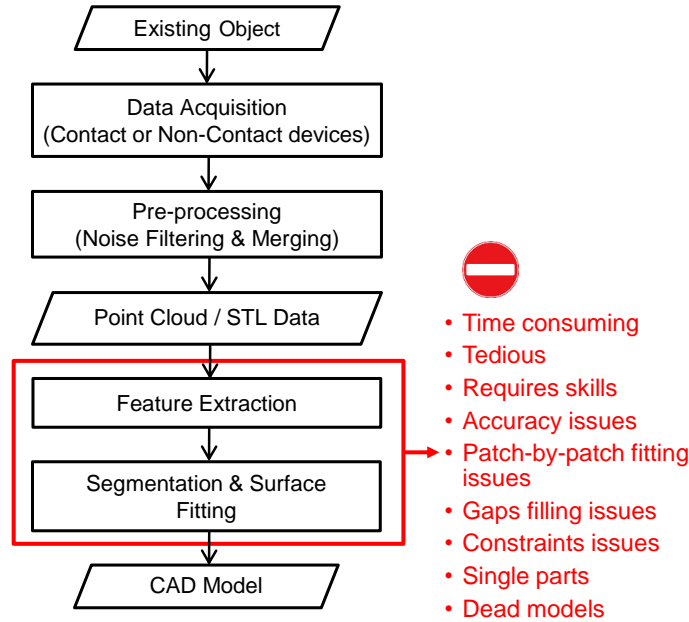 Existing Object
Data Acquisition
(Contact or Non-Contact devices)
Pre-processing
(Noise Filtering & Merging)
Point Cloud / STL Data
Feature Extraction
Segmentation & Surface
Fitting
CAD Model
• Time consuming
• Tedious
• Requires skills
• Accuracy issues
• Patch-by-patch fitting
issues
• Gaps filling issues
• Constraints issues
• Single parts
• Dead models